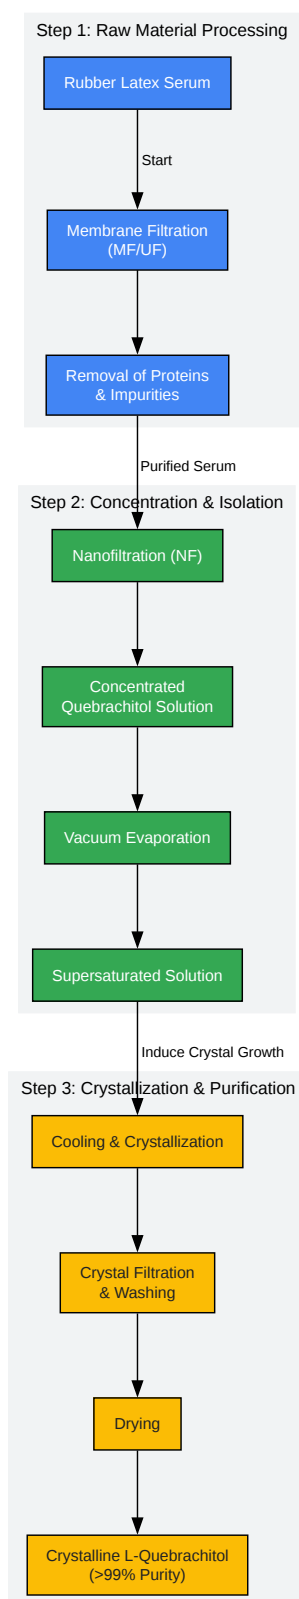 Step 1: Raw Material Processing
Rubber Latex Serum
Start
Membrane Filtration
(MF/UF)
Removal of Proteins
& Impurities
Purified Serum
Step 2: Concentration & Isolation
Nanofiltration (NF)
Concentrated
Quebrachitol Solution
Vacuum Evaporation
Supersaturated Solution
Induce Crystal Growth
Step 3: Crystallization & Purification
Cooling & Crystallization
Crystal Filtration
& Washing
Drying
Crystalline L-Quebrachitol
(>99% Purity)